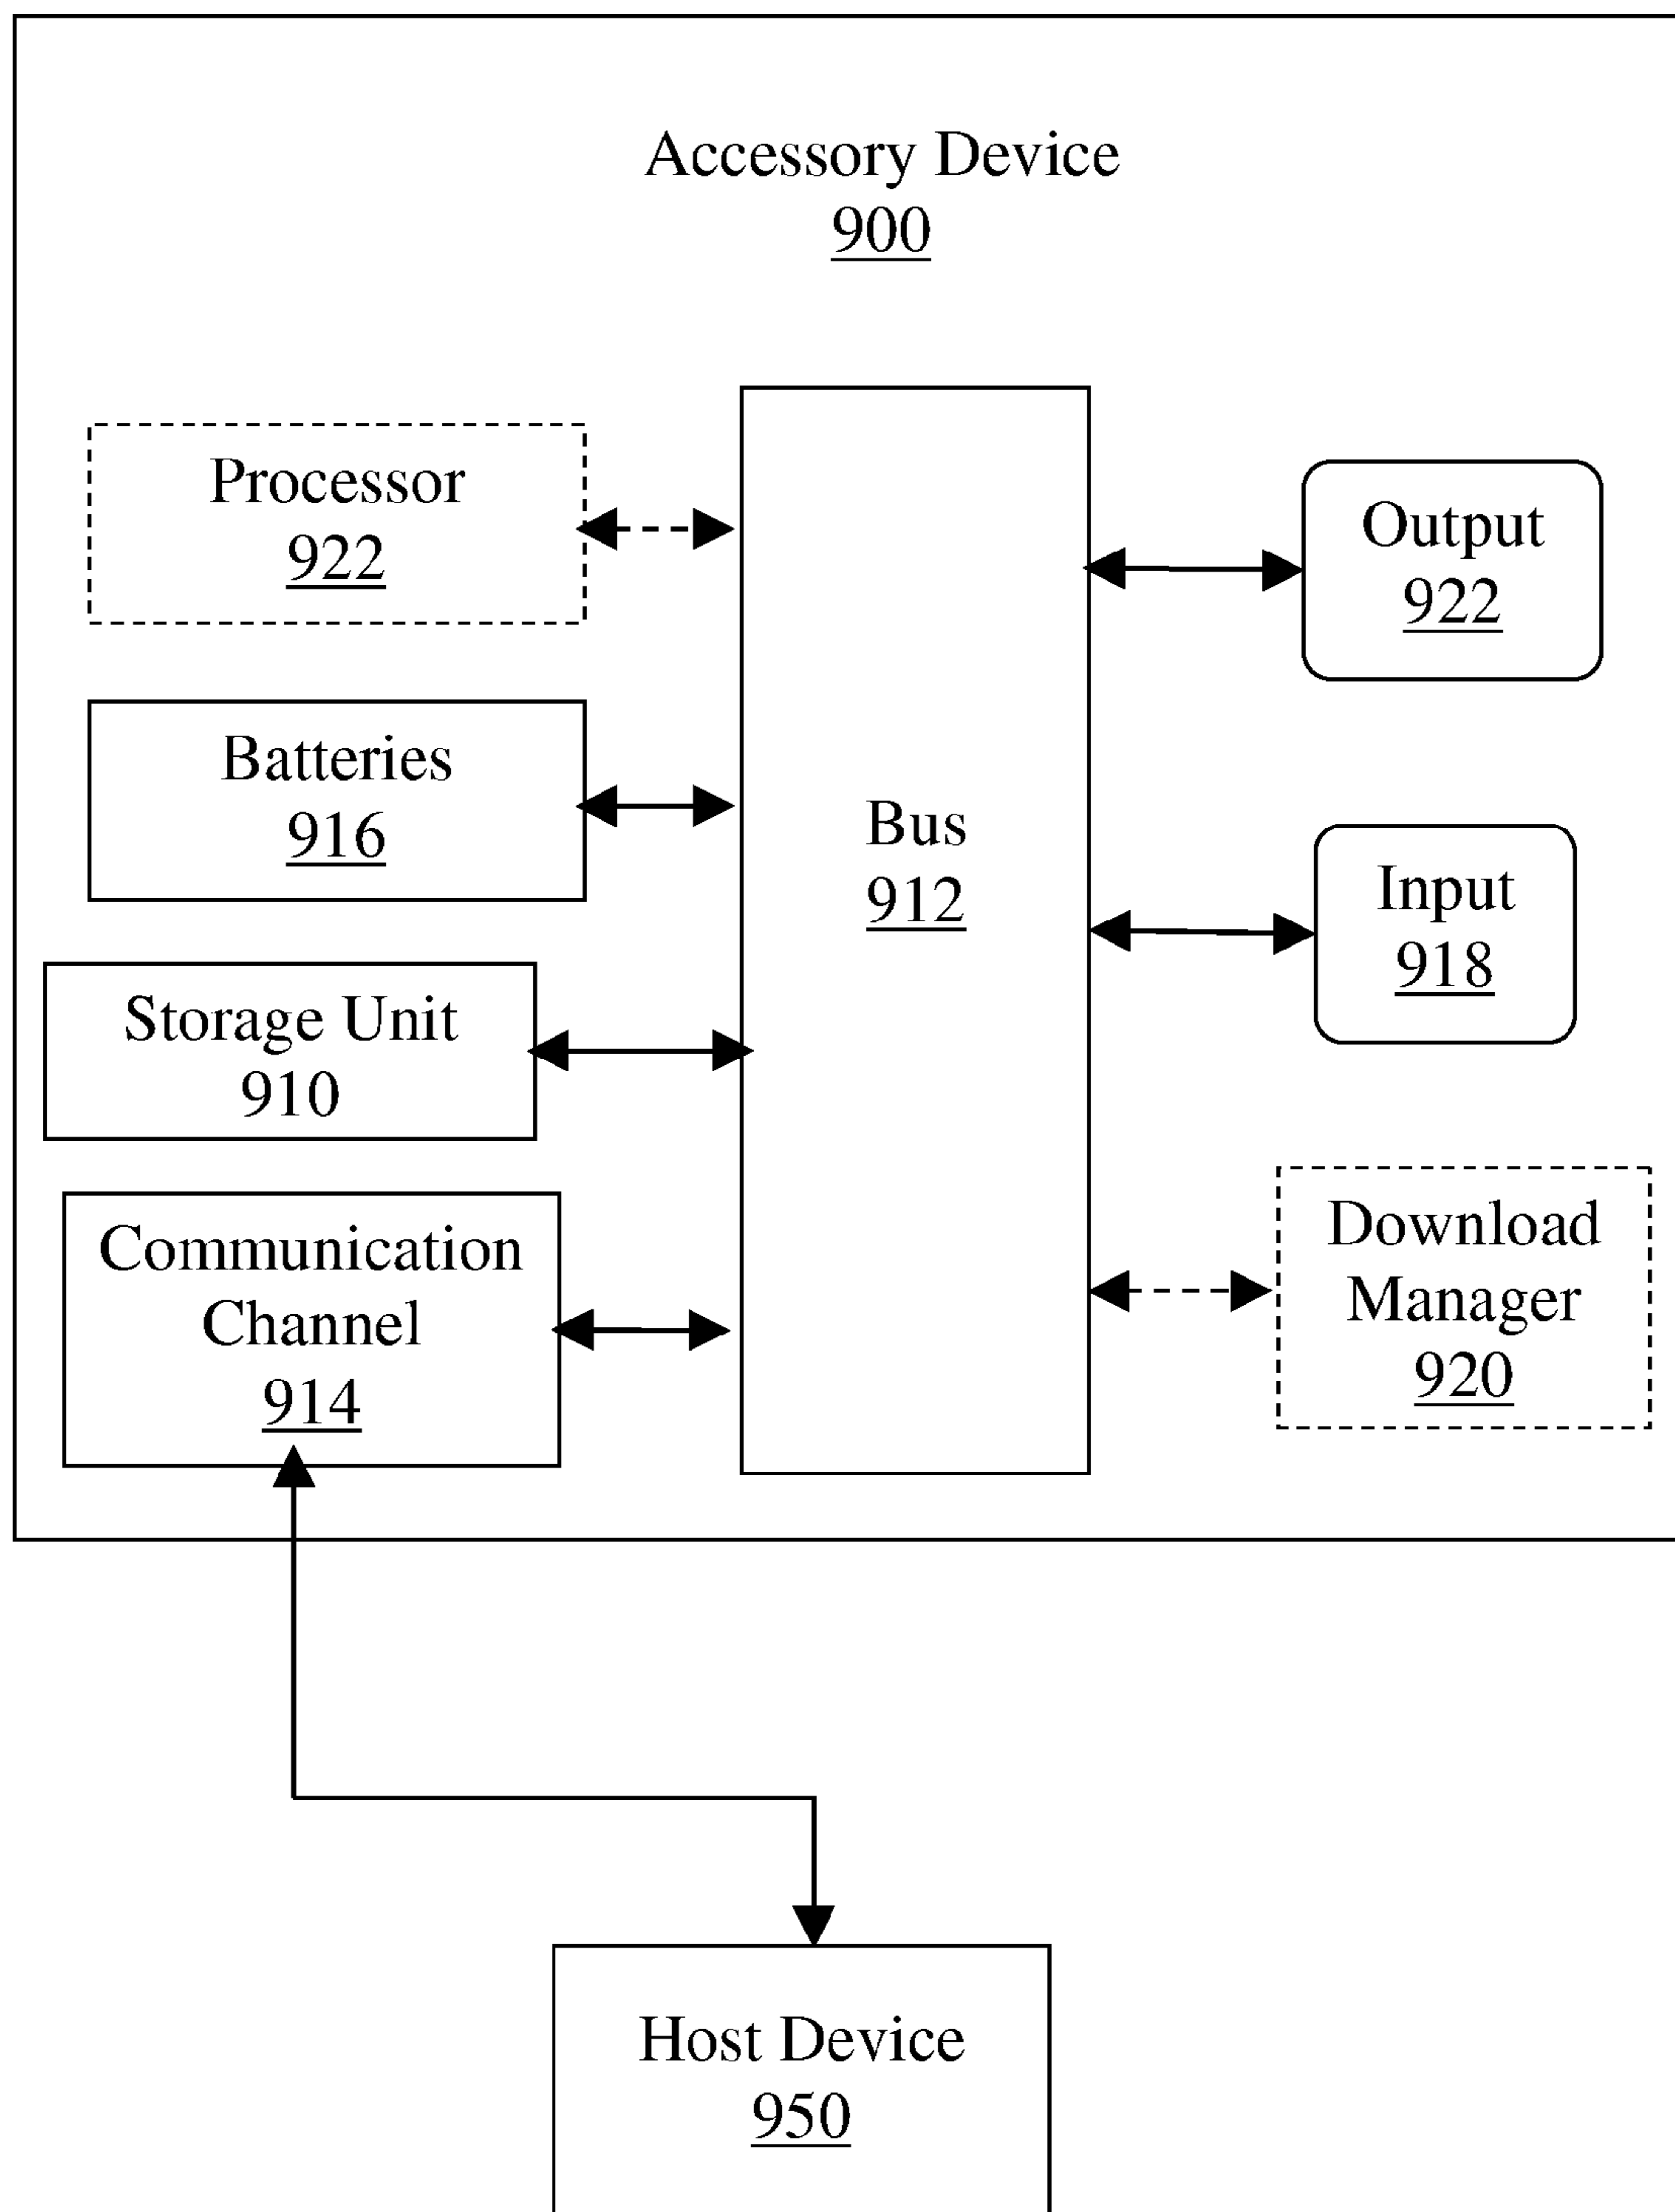 Accessory Device
900
Processor
922
Output
922
Batteries
916
Bus
912
Input
918
Storage Unit
910
Communication
Channel
914
Download
Manager
920
Host Device
950